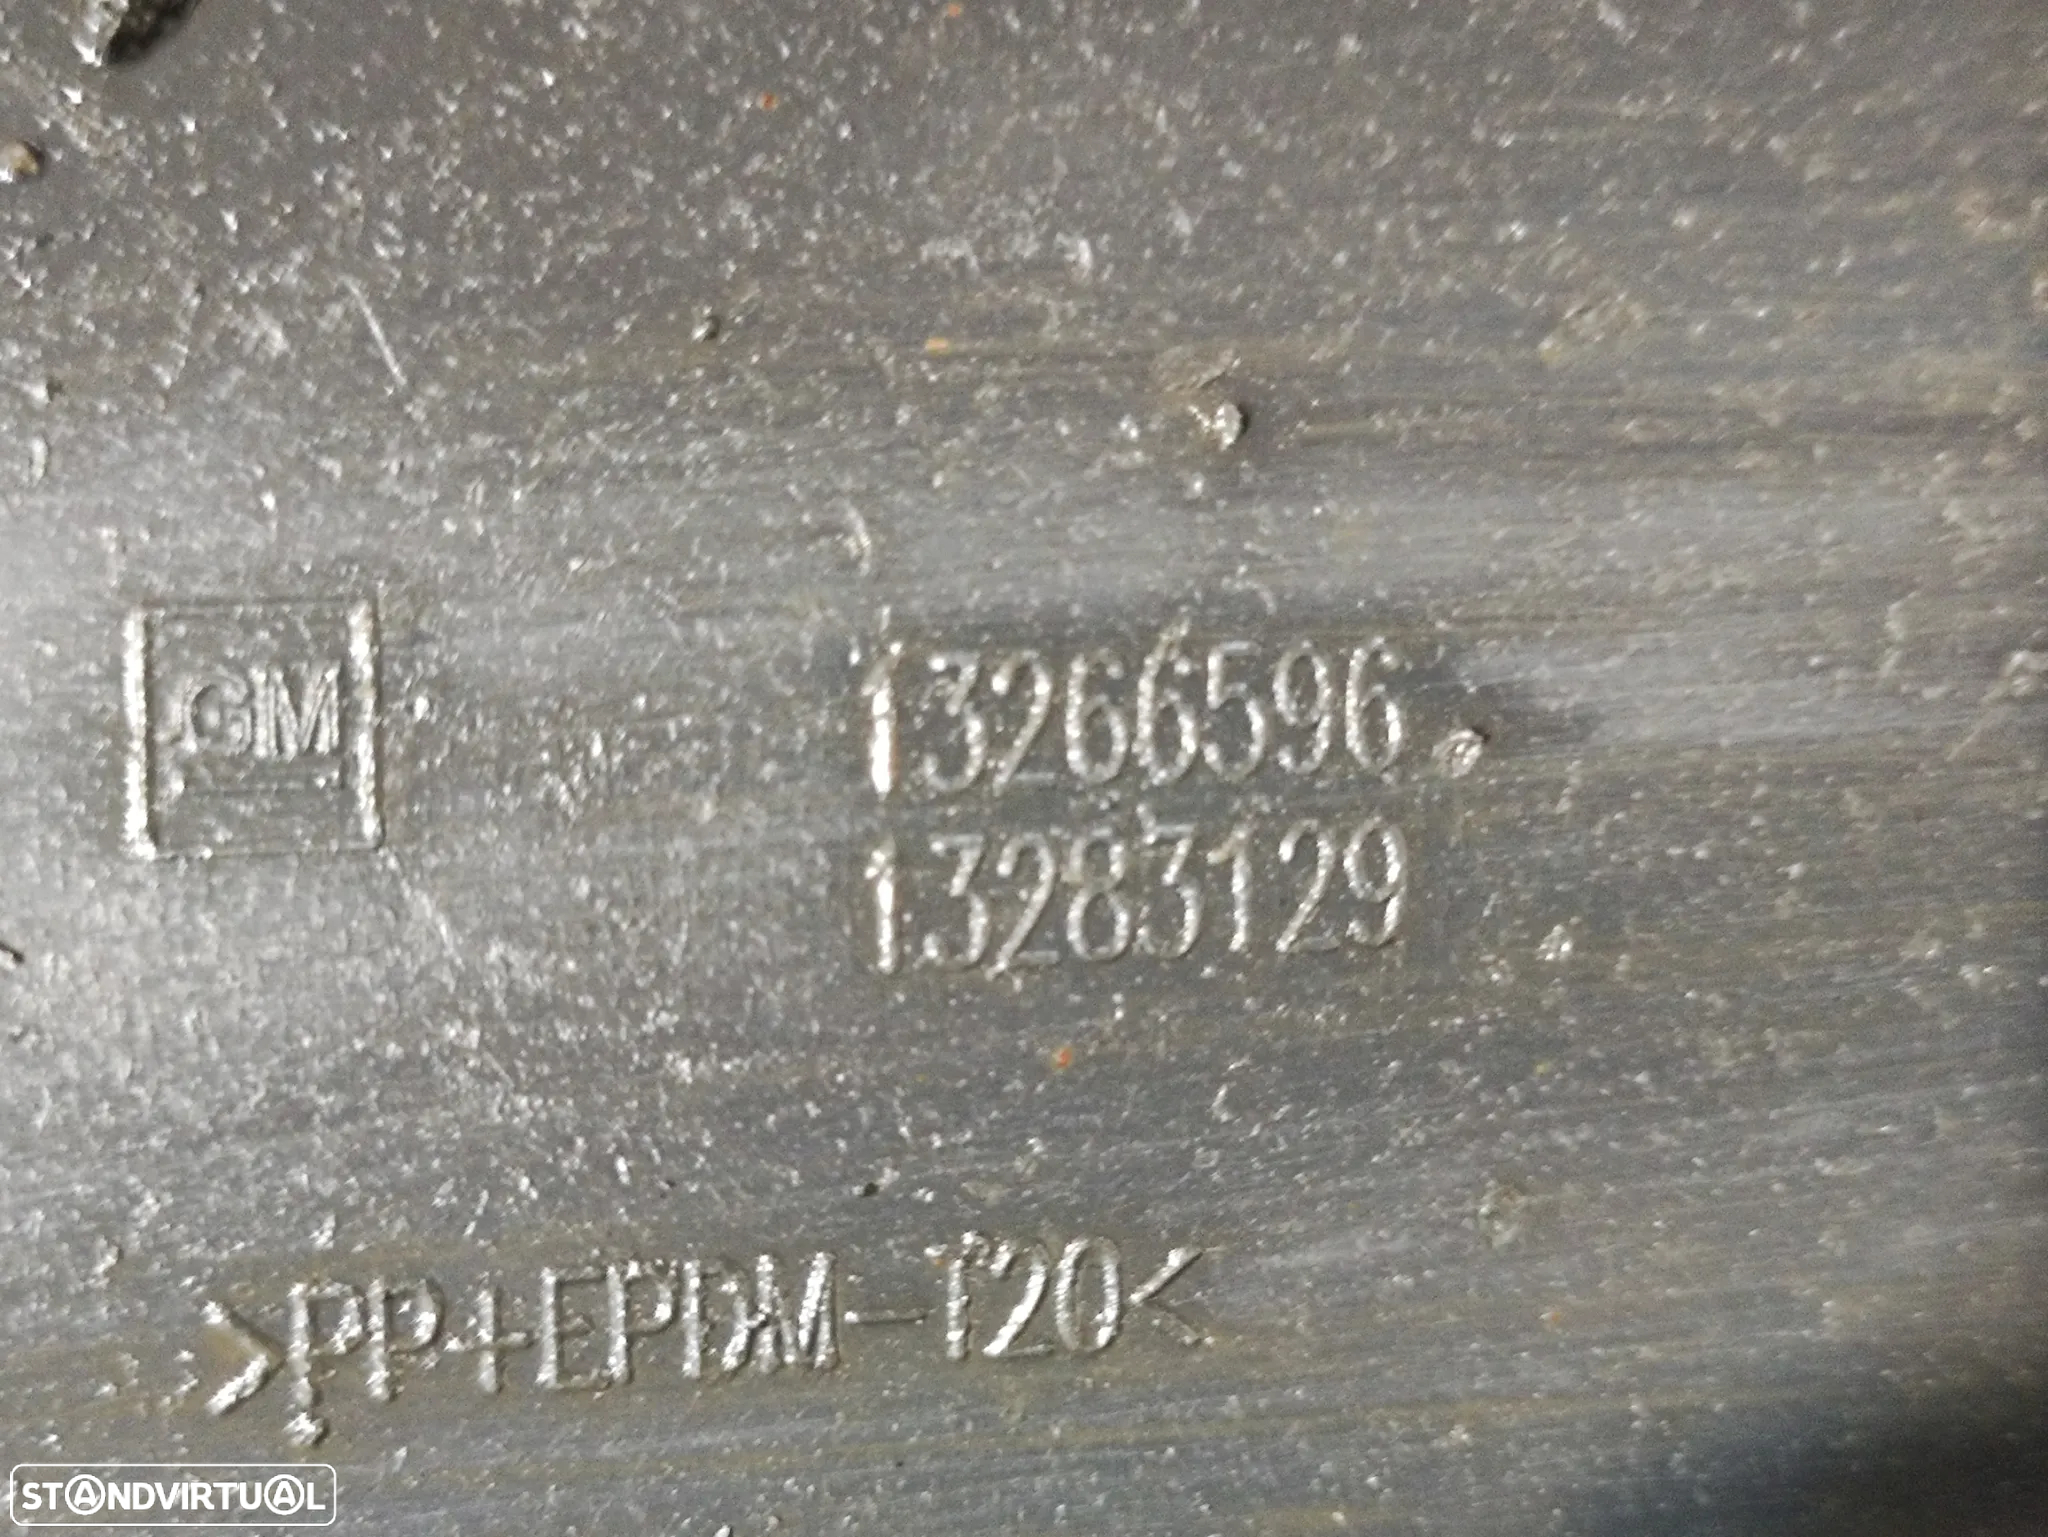 GM
13266596
13283129
>PP+EPDM-T20<
STANDVIRTUAL